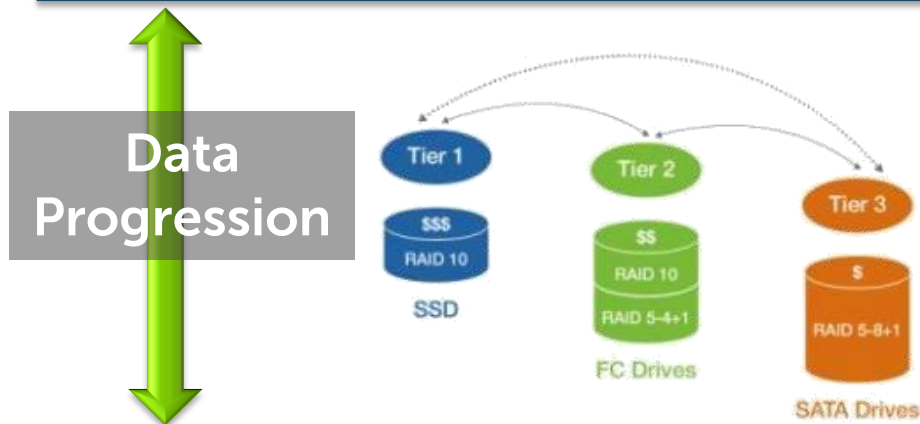 Data
Progression
Tier 1
$$$
RAID 10
SSD
Tier 2
$$
RAID 10
RAID 5-4+1
FC Drives
Tier 3
$
RAID 5-8+1
SATA Drives